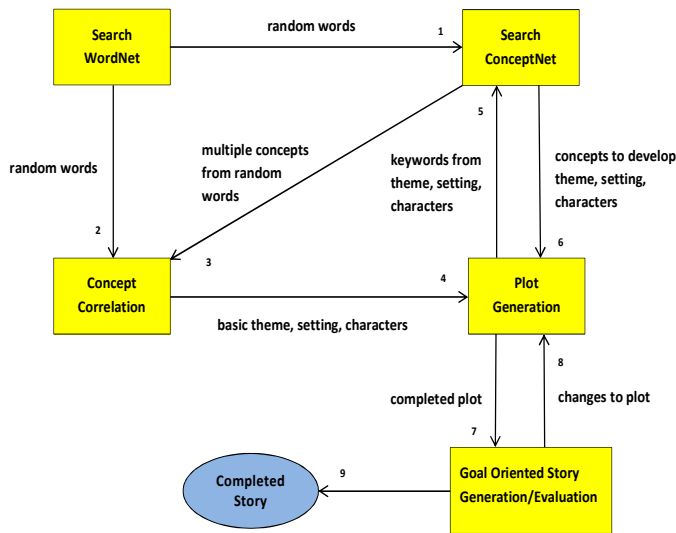 random words
1
Search
WordNet
Search
ConceptNet
5
multiple concepts
from random
words
keywords from
theme, setting,
characters
concepts to develop
theme, setting,
characters
random words
2
3
6
Concept
Correlation
4
Plot
Generation
basic theme, setting, characters
8
completed plot
changes to plot
7
Completed
Story
9
Goal Oriented Story
Generation/Evaluation